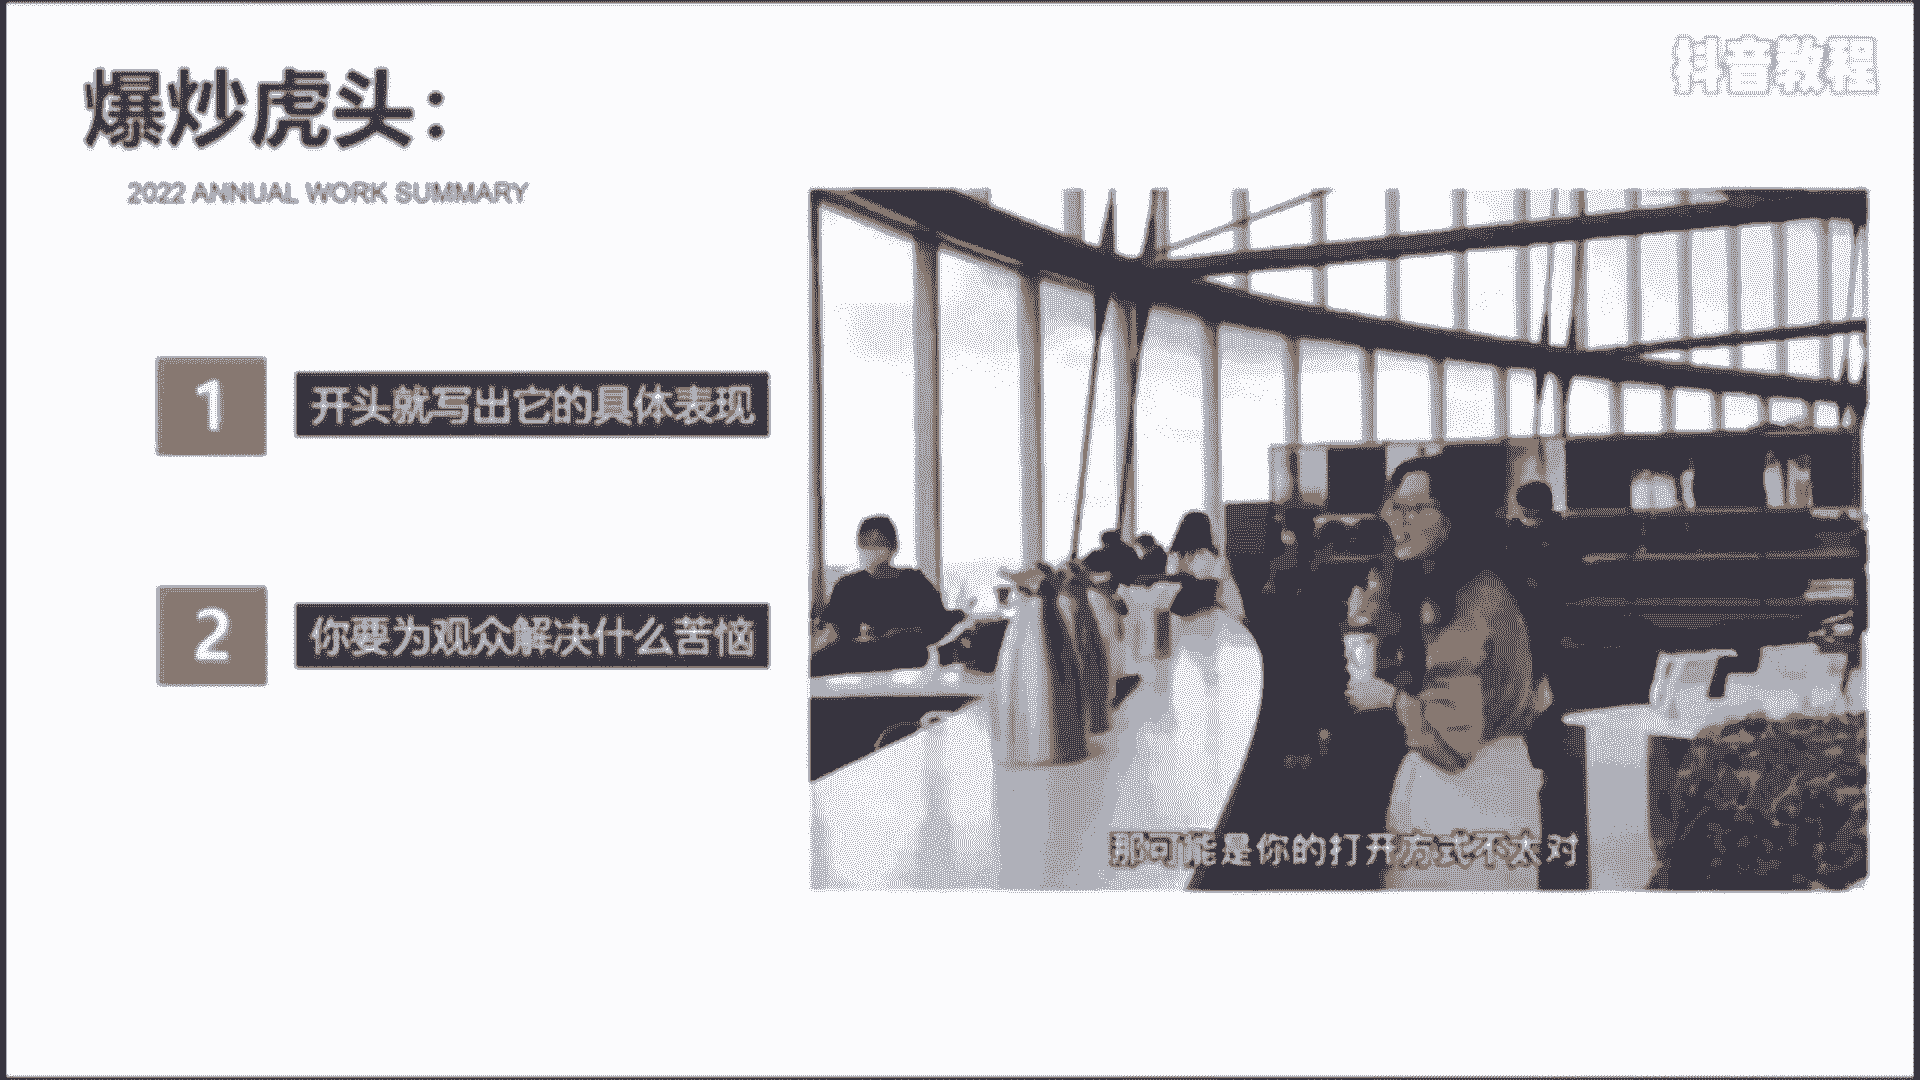 抖音教程
爆炒虎头：
2022 ANNUAL WORK SUMMARY
1
开头就写出它的具体表现
2
你要为观众解决什么苦恼
那可能是你的打开方式不太对